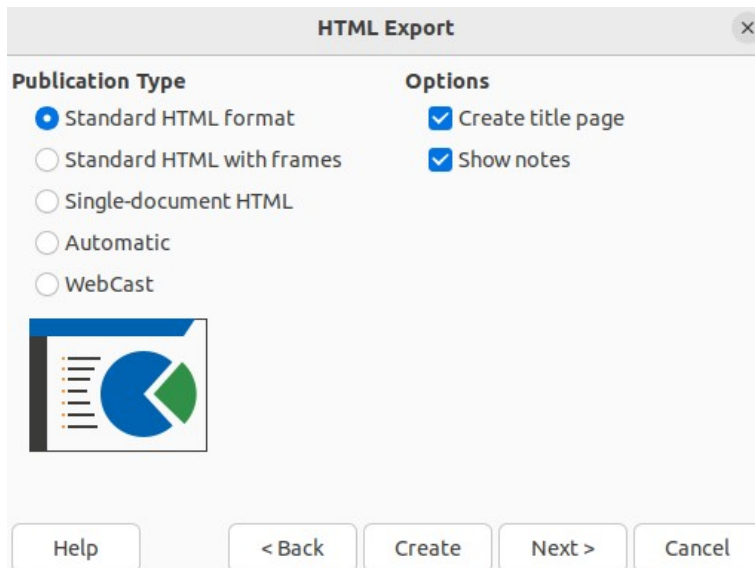 HTML Export
Publication Type
Standard HTML format
Standard HTML with frames
Single-document HTML
Automatic
WebCast
Options
Create title page
Show notes
Help
< Back
Create
Next >
Cancel